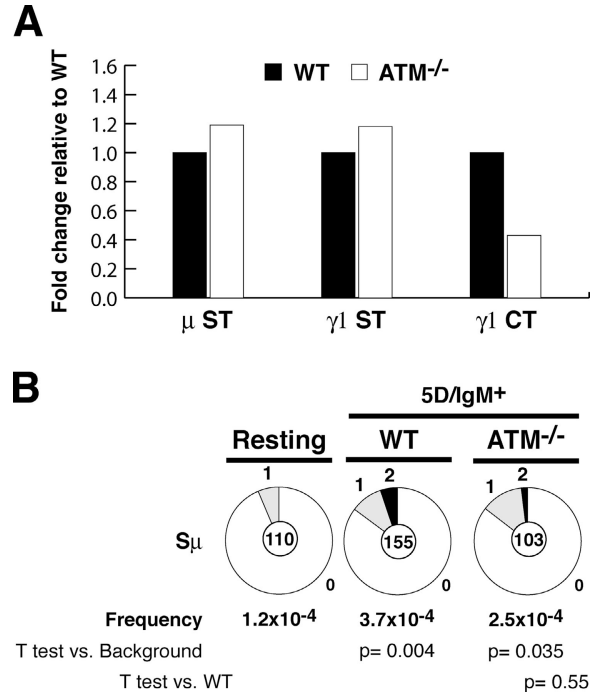 A
Fold change relative to WT
1.6
1.4
1.2
1.0
0.8
0.6
0.4
0.2
0.0
WT ATM-/-
μ ST γ1 ST γ1 CT
B
5D/IgM+
Resting WT ATM-/-
1 1 2 2 1
Sμ 110 155 103
0 0 0
Frequency 1.2x10-4 3.7x10-4 2.5x10-4
T test vs. Background p= 0.004 p= 0.035
T test vs. WT p= 0.55